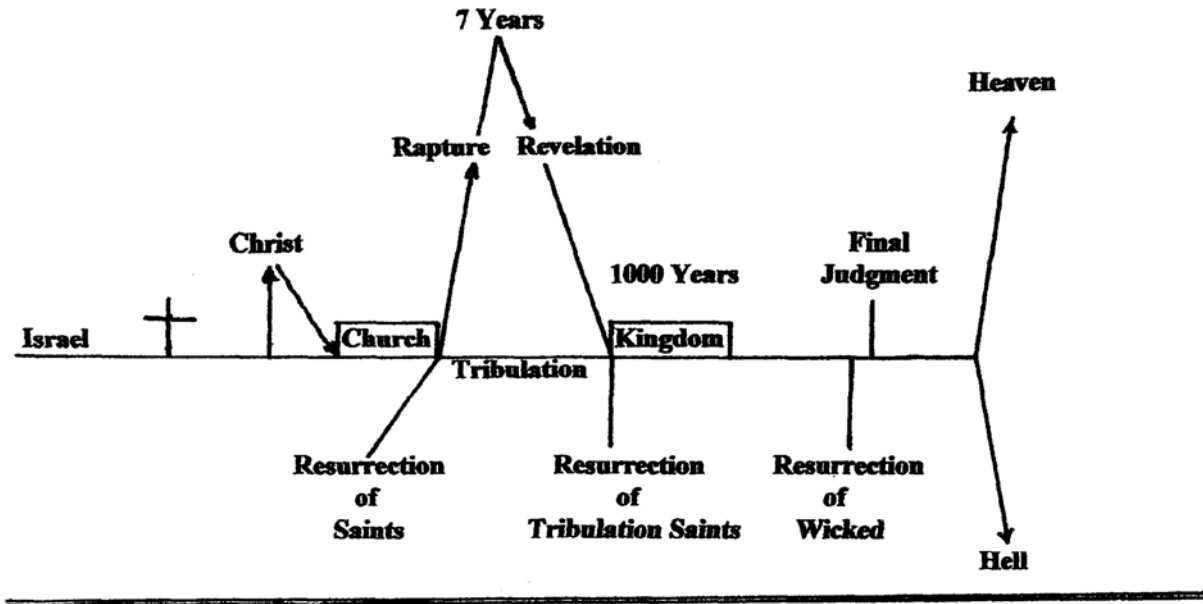 7 Years
Heaven
Rapture Revelation
Christ
Final
Judgment
1000 Years
Israel
Church
Kingdom
Tribulation
Resurrection
of
Saints
Resurrection
of
Tribulation Saints
Resurrection
of
Wicked
Hell